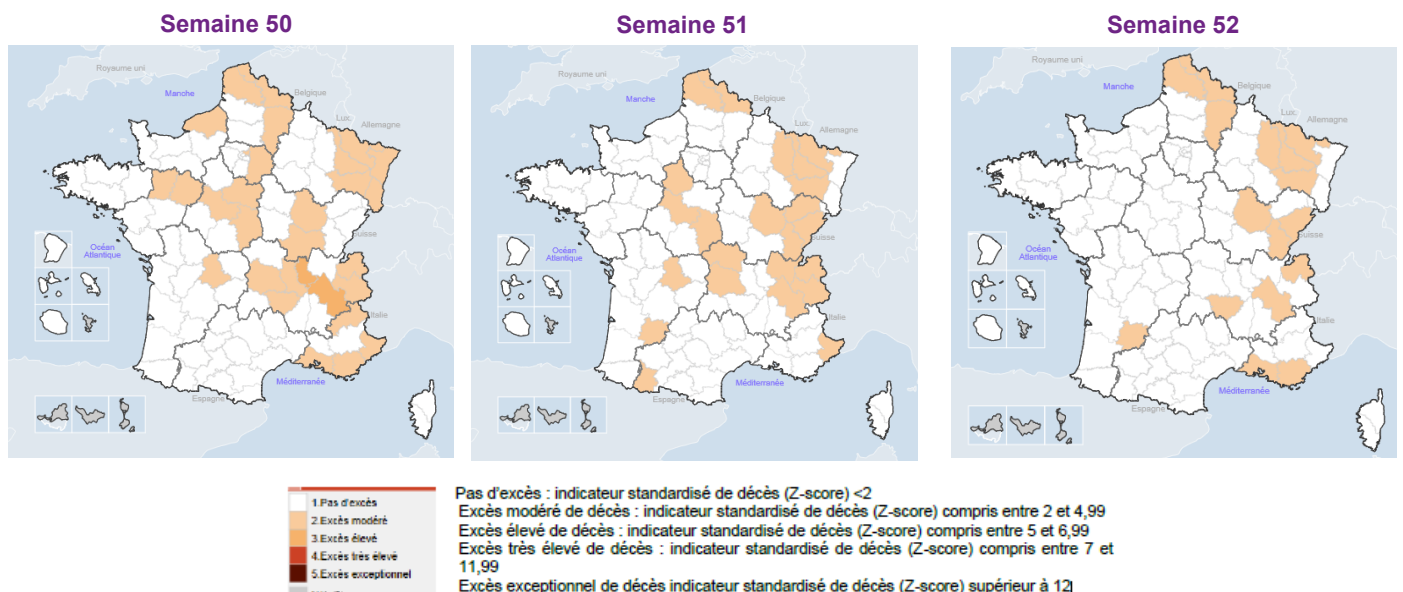 Semaine 50
Semaine 51
Semaine 52
Royaume uni
Manche
Belgique
Lux.
Allemagne
Océan
Atlantique
Italie
Méditerranée
Espagne
Royaume uni
Manche
Belgique
Lux.
Allemagne
Suisse
Océan
Atlantique
Italie
Méditerranée
Espagne
Royaume uni
Manche
Belgique
Lux.
Allemagne
Suisse
Océan
Atlantique
Italie
Méditerranée
Espagne
1.Pas d'excès
2.Excès modéré
3.Excès élevé
4.Excès très élevé
5.Excès exceptionnel
Pas d'excès : indicateur standardisé de décès (Z-score) <2
Excès modéré de décès : indicateur standardisé de décès (Z-score) compris entre 2 et 4,99
Excès élevé de décès : indicateur standardisé de décès (Z-score) compris entre 5 et 6,99
Excès très élevé de décès : indicateur standardisé de décès (Z-score) compris entre 7 et
11,99
Excès exceptionnel de décès indicateur standardisé de décès (Z-score) supérieur à 12